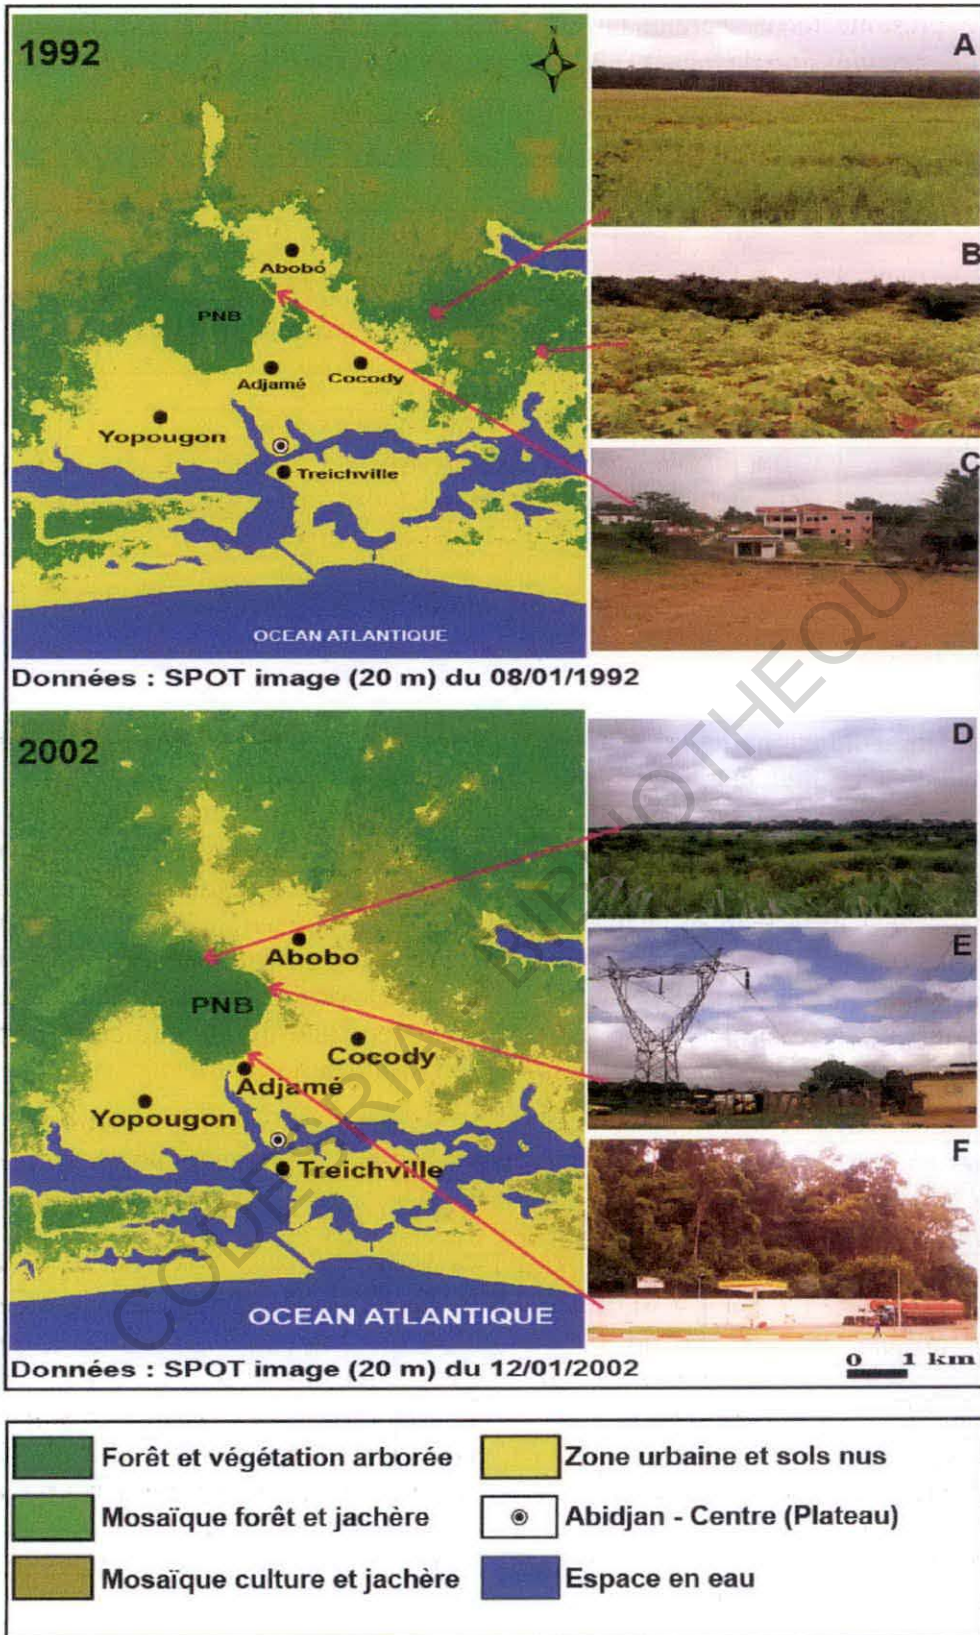 1992
A
B
C
Abobo
PNB
Adjamé
Cocody
Yopougon
Treichville
OCEAN ATLANTIQUE
Données : SPOT image (20 m) du 08/01/1992
2002
D
E
F
Abobo
PNB
Cocody
Adjamé
Yopougon
Treichville
OCEAN ATLANTIQUE
Données : SPOT image (20 m) du 12/01/2002
0 1 km
Forêt et végétation arborée
Zone urbaine et sols nus
Mosaïque forêt et jachère
Abidjan - Centre (Plateau)
Mosaïque culture et jachère
Espace en eau
CODESRIA